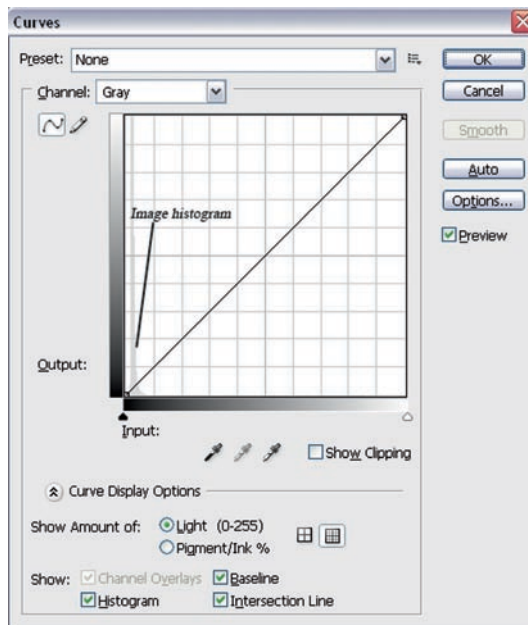 Curves
Preset: None
OK
Channel: Gray
Cancel
Smooth
Auto
Options...
Preview
Image histogram
Output:
Input:
Show Clipping
Curve Display Options
Show Amount of: Light (0-255)
Pigment/Ink %
Show: Channel Overlays Baseline
Histogram Intersection Line